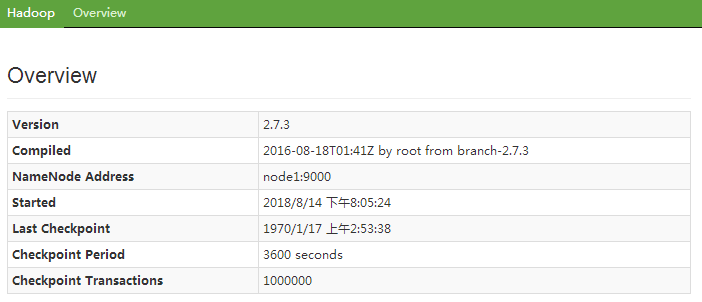 Hadoop Overview
Overview
Version 2.7.3
Compiled 2016-08-18T01:41Z by root from branch-2.7.3
NameNode Address node1:9000
Started 2018/8/14 下午8:05:24
Last Checkpoint 1970/1/17 上午2:53:38
Checkpoint Period 3600 seconds
Checkpoint Transactions 1000000